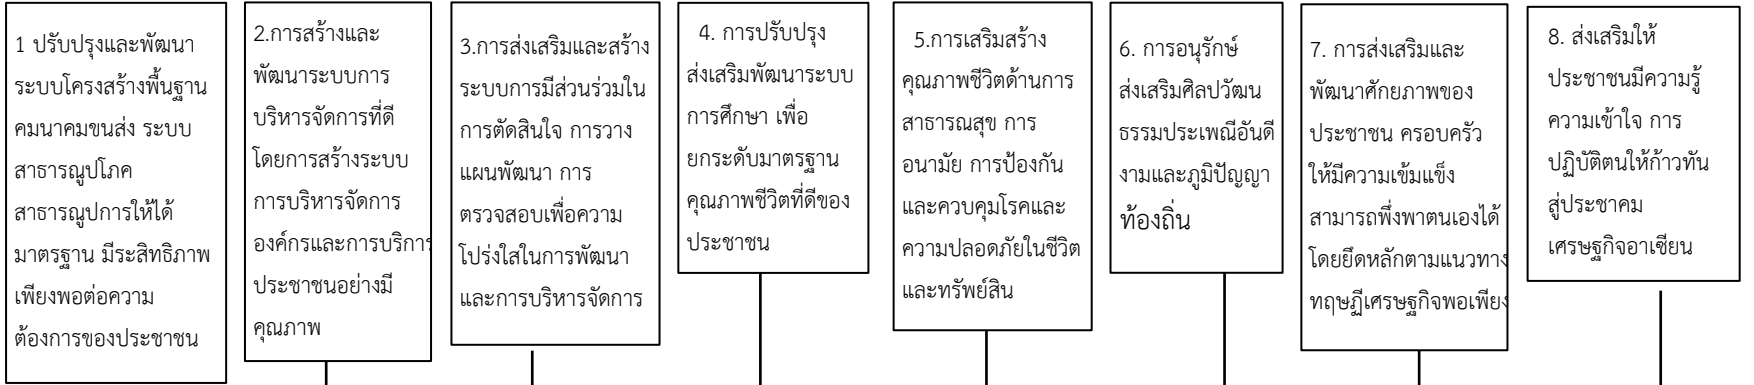 1 ปรับปรุงและพัฒนา
ระบบโครงสร้างพื้นฐาน
คมนาคมขนส่ง ระบบ
สาธารณูปโภค
สาธารณูปการให้ได้
มาตรฐาน มีระสิทธิภาพ
เพียงพอต่อความ
ต้องการของประชาชน
2.การสร้างและ
พัฒนาระบบการ
บริหารจัดการที่ดี
โดยการสร้างระบบ
การบริหารจัดการ
องค์กรและการบริการ
ประชาชนอย่างมี
คุณภาพ
3.การส่งเสริมและสร้าง
ระบบการมีส่วนร่วมใน
การตัดสินใจ การวาง
แผนพัฒนา การ
ตรวจสอบเพื่อความ
โปร่งใสในการพัฒนา
และการบริหารจัดการ
4. การปรับปรุง
ส่งเสริมพัฒนาระบบ
การศึกษา เพื่อ
ยกระดับมาตรฐาน
คุณภาพชีวิตที่ดีของ
ประชาชน
5.การเสริมสร้าง
คุณภาพชีวิตด้านการ
สาธารณสุข การ
อนามัย การป้องกัน
และควบคุมโรคและ
ความปลอดภัยในชีวิต
และทรัพย์สิน
6. การอนุรักษ์
ส่งเสริมศิลปวัฒน
ธรรมประเพณีอันดี
งามและภูมิปัญญา
ท้องถิ่น
7. การส่งเสริมและ
พัฒนาศักยภาพของ
ประชาชน ครอบครัว
ให้มีความเข้มแข็ง
สามารถพึ่งพาตนเองได้
โดยยึดหลักตามแนวทาง
ทฤษฎีเศรษฐกิจพอเพียง
8. ส่งเสริมให้
ประชาชนมีความรู้
ความเข้าใจ การ
ปฏิบัติตนให้ก้าวทัน
สู่ประชาคม
เศรษฐกิจอาเซียน